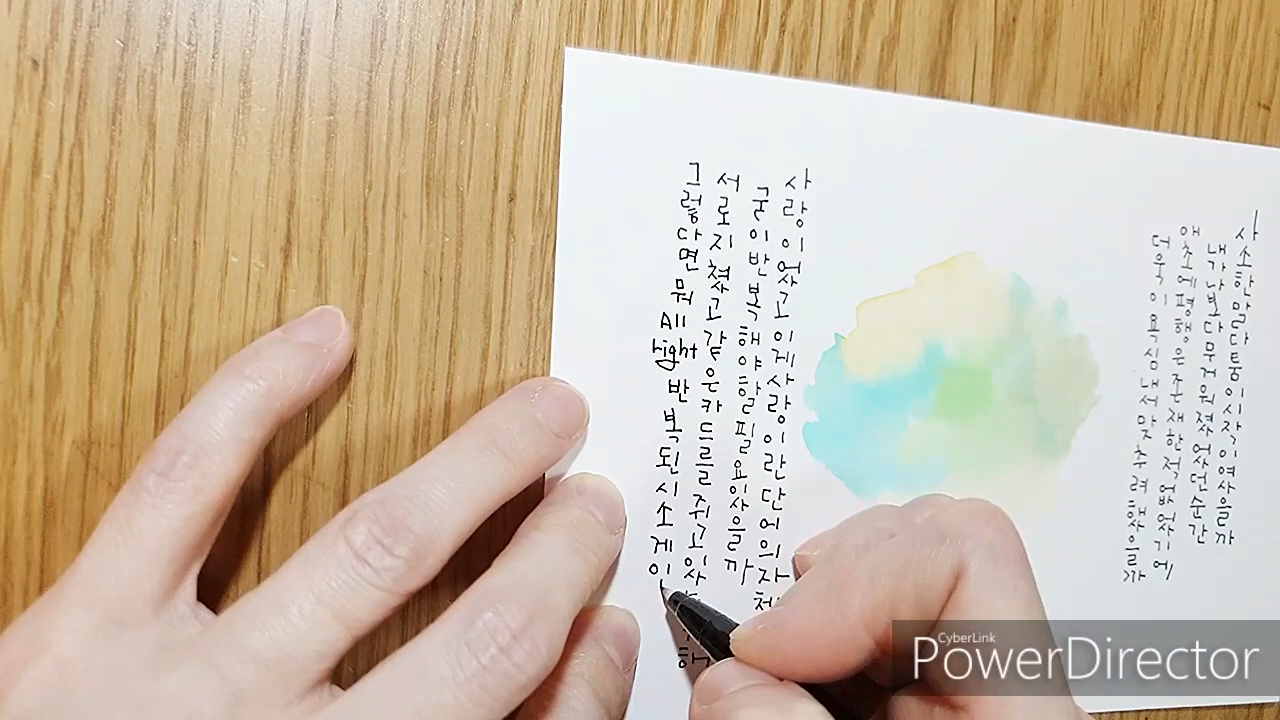 사소한 말다툼이 시작이였을까
내가 너보다 무거워졌었던 순간
애초에 평행은 존재한 적 없었기에
더욱이 욕심내서 맞추려 했을까
사랑이었고 이게 사랑이란 단어의 자체
굳이 반복해야 할 필요 있을까
서로 지쳤고 같은 카드를 쥐고
그렇다면 뭐 All right 반복된 시소게이
CyberLink
PowerDirector